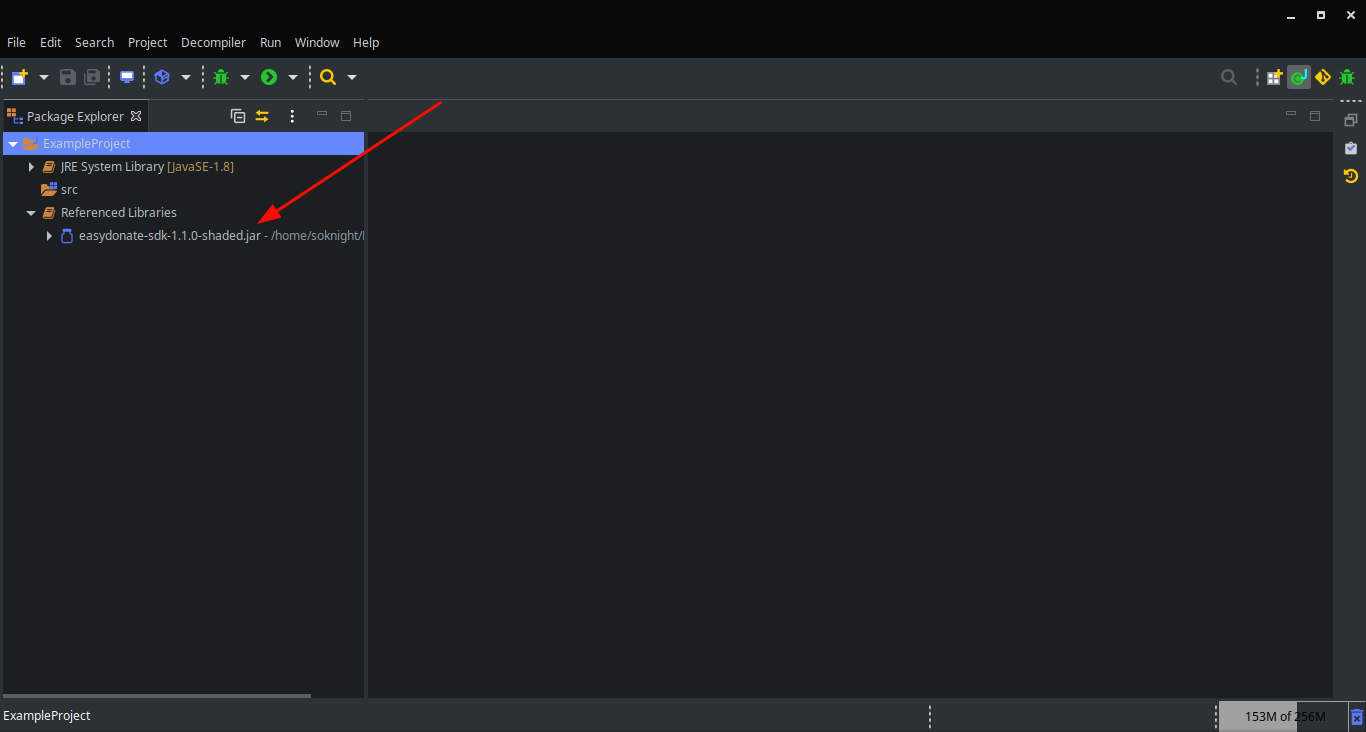 File Edit Search Project Decompiler Run Window Help
Package Explorer
ExampleProject
JRE System Library [JavaSE-1.8]
src
Referenced Libraries
easydonate-sdk-1.1.0-shaded.jar - /home/soknight/
ExampleProject
153M of 256M